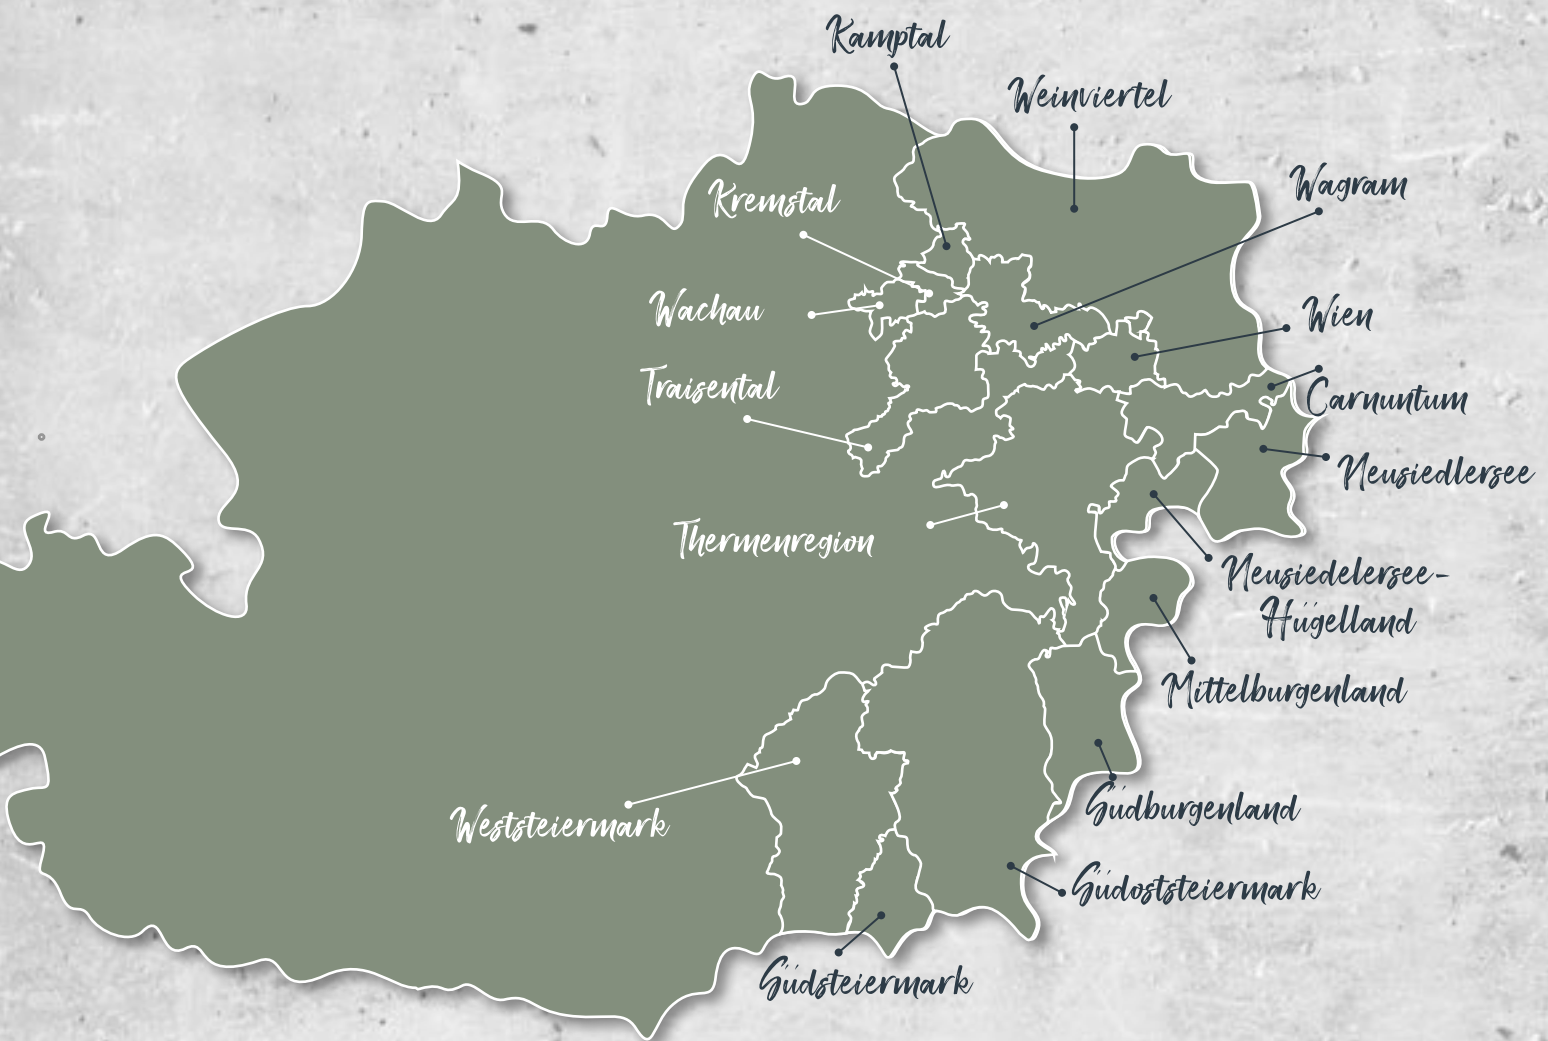 Kamptal
Weinviertel
Wagram
Kremstal
Wachau
Wien
Traisental
Carnuntum
Neusiedlersee
Thermenregion
Neusiedelersee-
Hügelland
Mittelburgenland
Weststeiermark
Südburgenland
Südoststeiermark
Südsteiermark